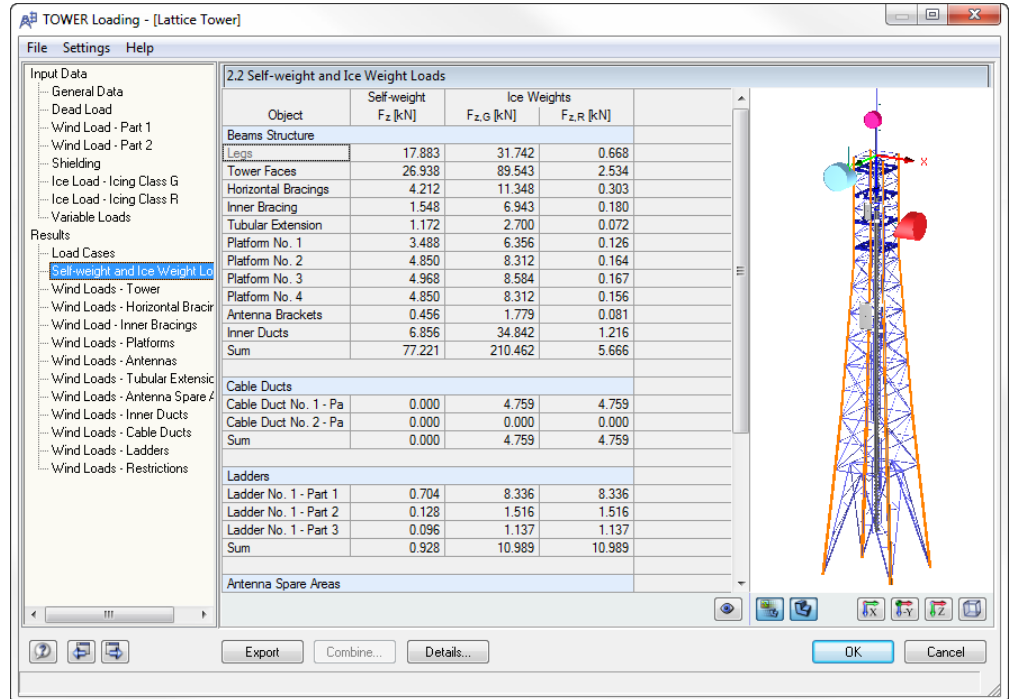 TOWER Loading - [Lattice Tower]
File Settings Help
Input Data
General Data
Dead Load
Wind Load - Part 1
Wind Load - Part 2
Shielding
Ice Load - Icing Class G
Ice Load - Icing Class R
Variable Loads
Results
Load Cases
Self-weight and Ice Weight Lo
Wind Loads - Tower
Wind Loads - Horizontal Bracir
Wind Load - Inner Bracings
Wind Loads - Platforms
Wind Loads - Antennas
Wind Loads - Tubular Extensic
Wind Loads - Antenna Spare A
Wind Loads - Inner Ducts
Wind Loads - Cable Ducts
Wind Loads - Ladders
Wind Loads - Restrictions
2.2 Self-weight and Ice Weight Loads
Self-weight Ice Weights
Object Fz [kN] Fz,G [kN] Fz,R [kN]
Beams Structure
Legs 17.883 31.742 0.668
Tower Faces 26.938 89.543 2.534
Horizontal Bracings 4.212 11.348 0.303
Inner Bracing 1.548 6.943 0.180
Tubular Extension 1.172 2.700 0.072
Platform No. 1 3.488 6.356 0.126
Platform No. 2 4.850 8.312 0.164
Platform No. 3 4.968 8.584 0.167
Platform No. 4 4.850 8.312 0.156
Antenna Brackets 0.456 1.779 0.081
Inner Ducts 6.856 34.842 1.216
Sum 77.221 210.462 5.666
Cable Ducts
Cable Duct No. 1 - Pa 0.000 4.759 4.759
Cable Duct No. 2 - Pa 0.000 0.000 0.000
Sum 0.000 4.759 4.759
Ladders
Ladder No. 1 - Part 1 0.704 8.336 8.336
Ladder No. 1 - Part 2 0.128 1.516 1.516
Ladder No. 1 - Part 3 0.096 1.137 1.137
Sum 0.928 10.989 10.989
Antenna Spare Areas
X
X -Y Z
Export Combine... Details... OK Cancel